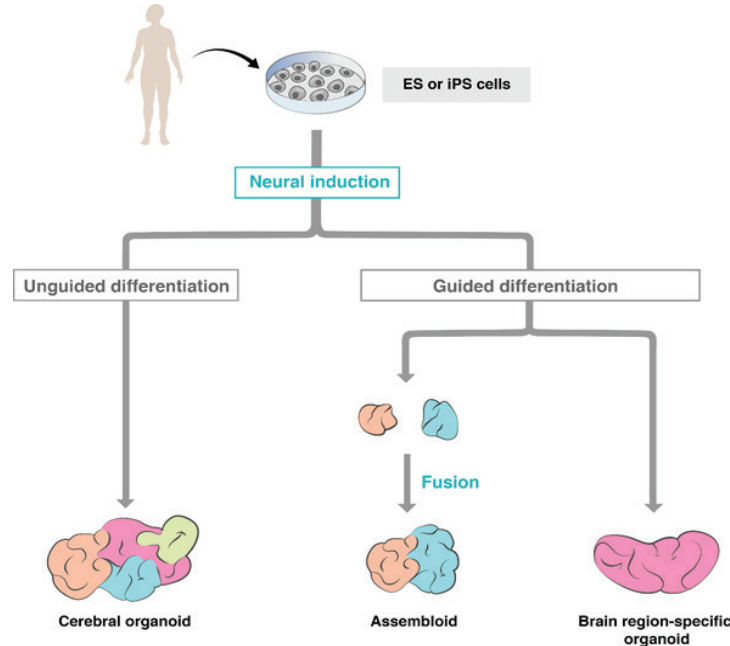 ES or iPS cells
Neural induction
Unguided differentiation
Guided differentiation
Fusion
Cerebral organoid
Assembloid
Brain region-specific
organoid